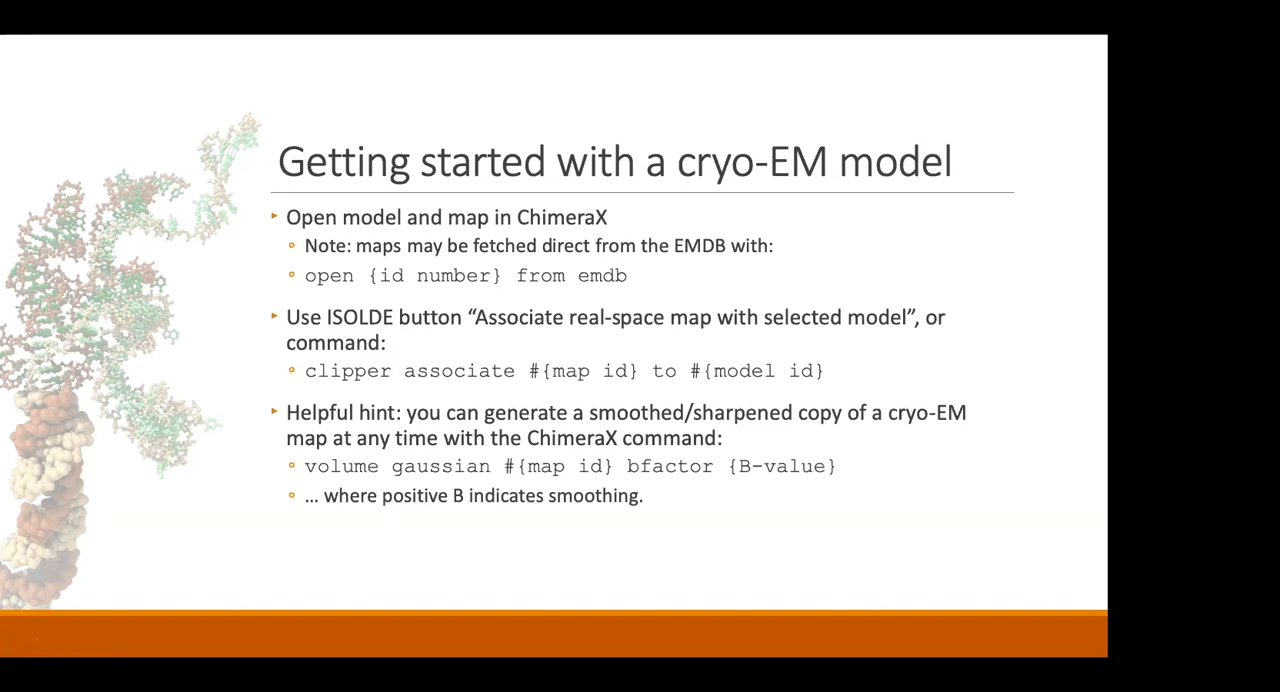 Getting started with a cryo-EM model
‣ Open model and map in ChimeraX
◦ Note: maps may be fetched direct from the EMDB with:
◦ open {id number} from emdb
‣ Use ISOLDE button “Associate real-space map with selected model”, or
command:
◦ clipper associate #{map id} to #{model id}
‣ Helpful hint: you can generate a smoothed/sharpened copy of a cryo-EM
map at any time with the ChimeraX command:
◦ volume gaussian #{map id} bfactor {B-value}
◦ … where positive B indicates smoothing.